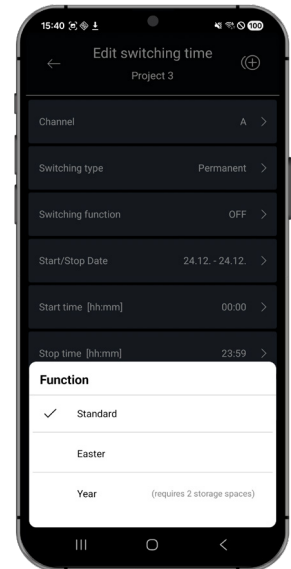 15:40
100
Edit switching time
Project 3
Channel A
Switching type Permanent
Switching function OFF
Start/Stop Date 24.12. - 24.12.
Start time [hh:mm] 00:00
Stop time [hh:mm] 23:59
Function
Standard
Easter
Year (requires 2 storage spaces)